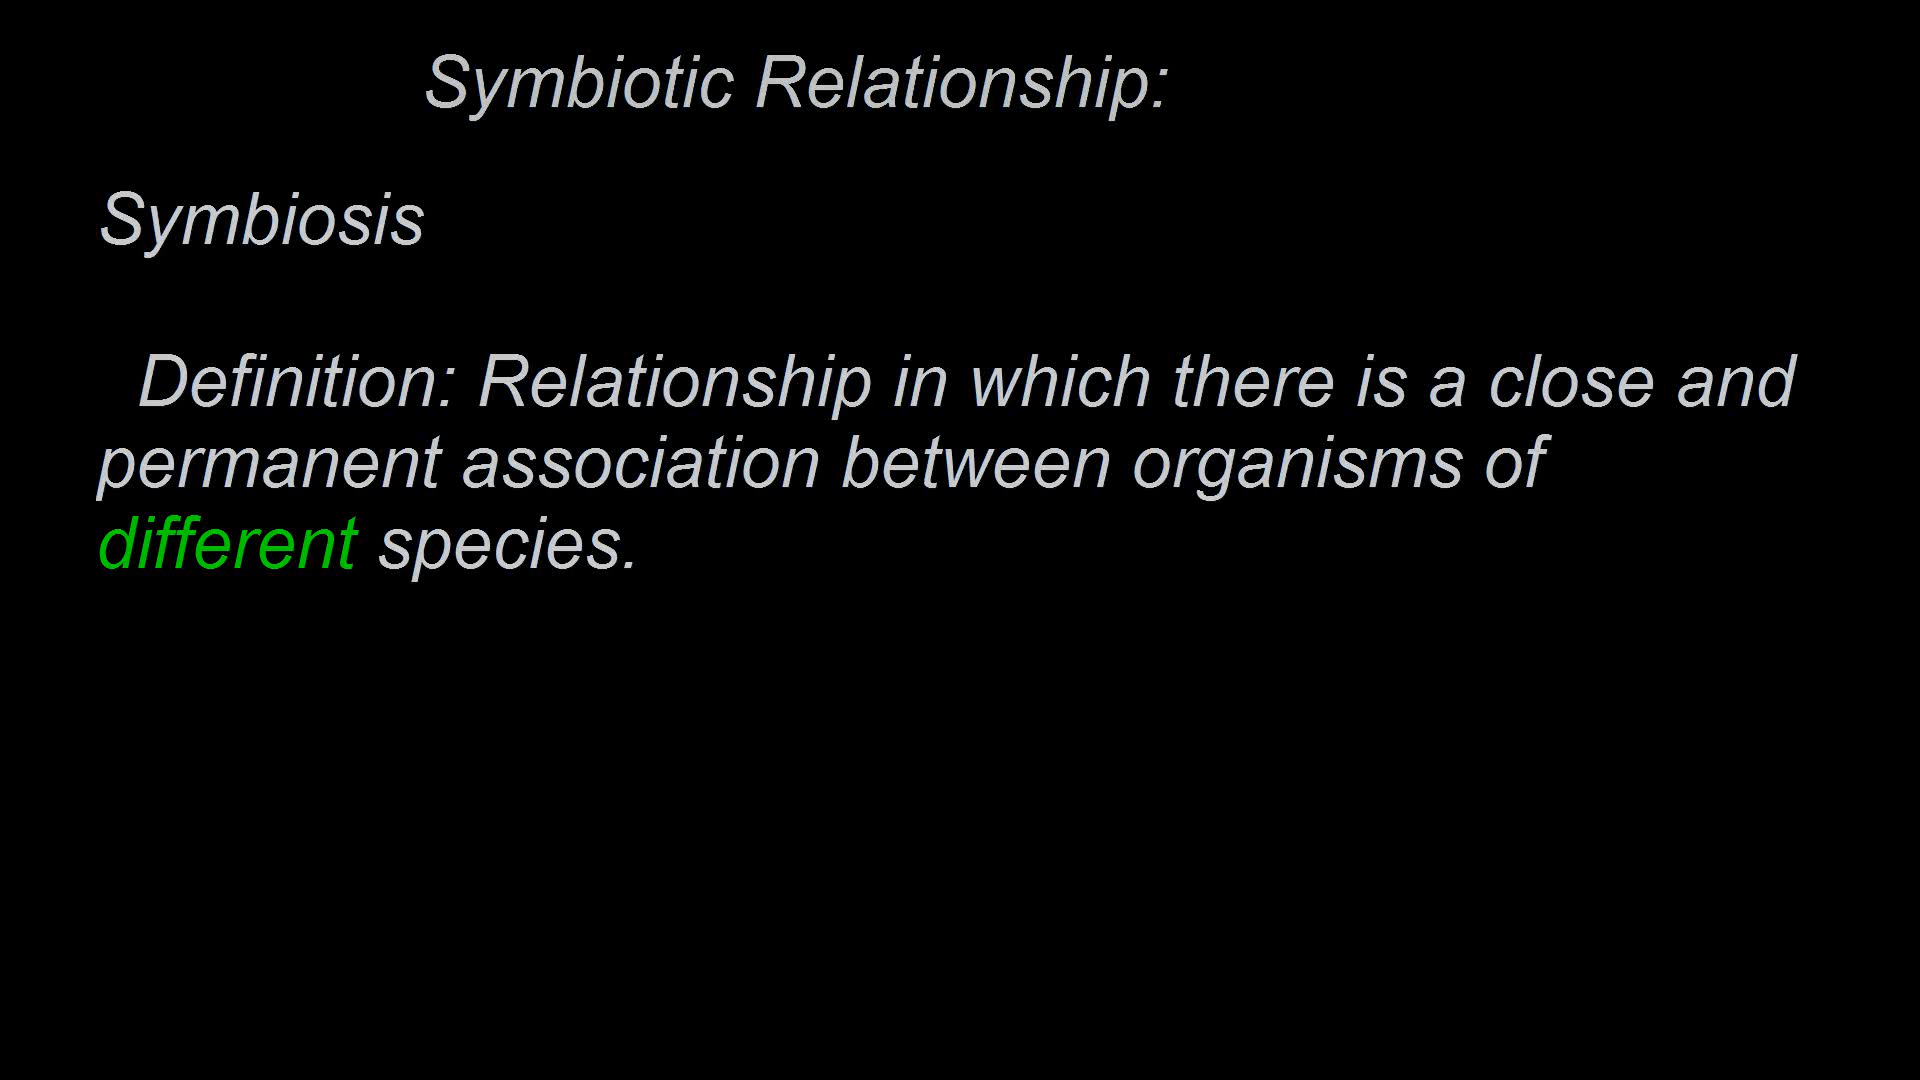 Symbiotic Relationship:
Symbiosis
Definition: Relationship in which there is a close and
permanent association between organisms of
different species.